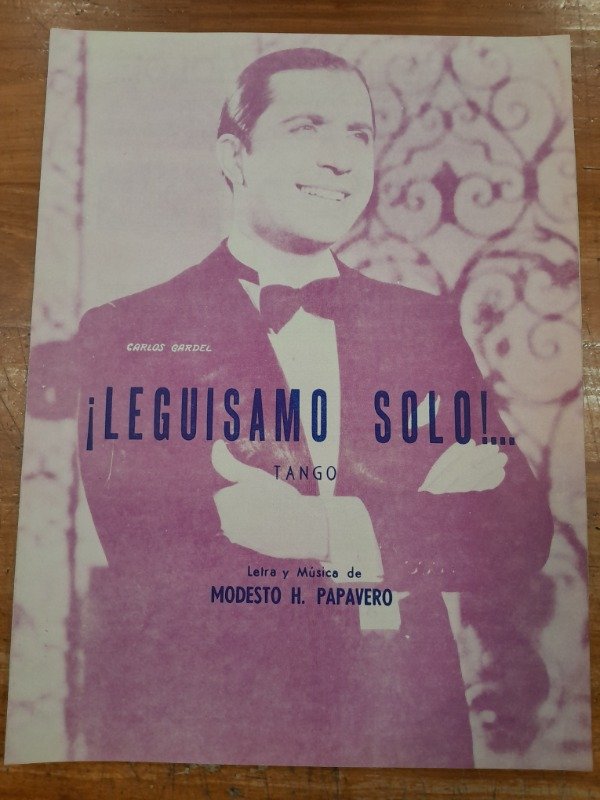 CARLOS GARDEL
¡LEGUISAMO SOLO!...
TANGO
Letra y Música de
MODESTO H. PAPAVERO